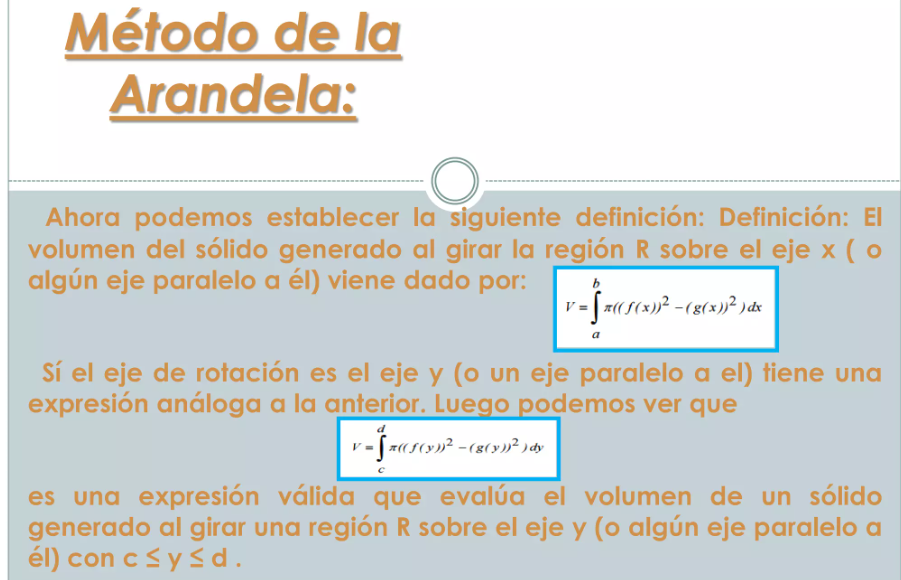 Método de la
Arandela:
Ahora podemos establecer la siguiente definición: Definición: El
volumen del sólido generado al girar la región R sobre el eje x ( o
algún eje paralelo a él) viene dado por:
V = ∫_a^b π(( f(x))² − (g(x))² ) dx
Sí el eje de rotación es el eje y (o un eje paralelo a el) tiene una
expresión análoga a la anterior. Luego podemos ver que
V = ∫_c^d π(( f(y))² − (g(y))² ) dy
es una expresión válida que evalúa el volumen de un sólido
generado al girar una región R sobre el eje y (o algún eje paralelo a
él) con c ≤ y ≤ d .